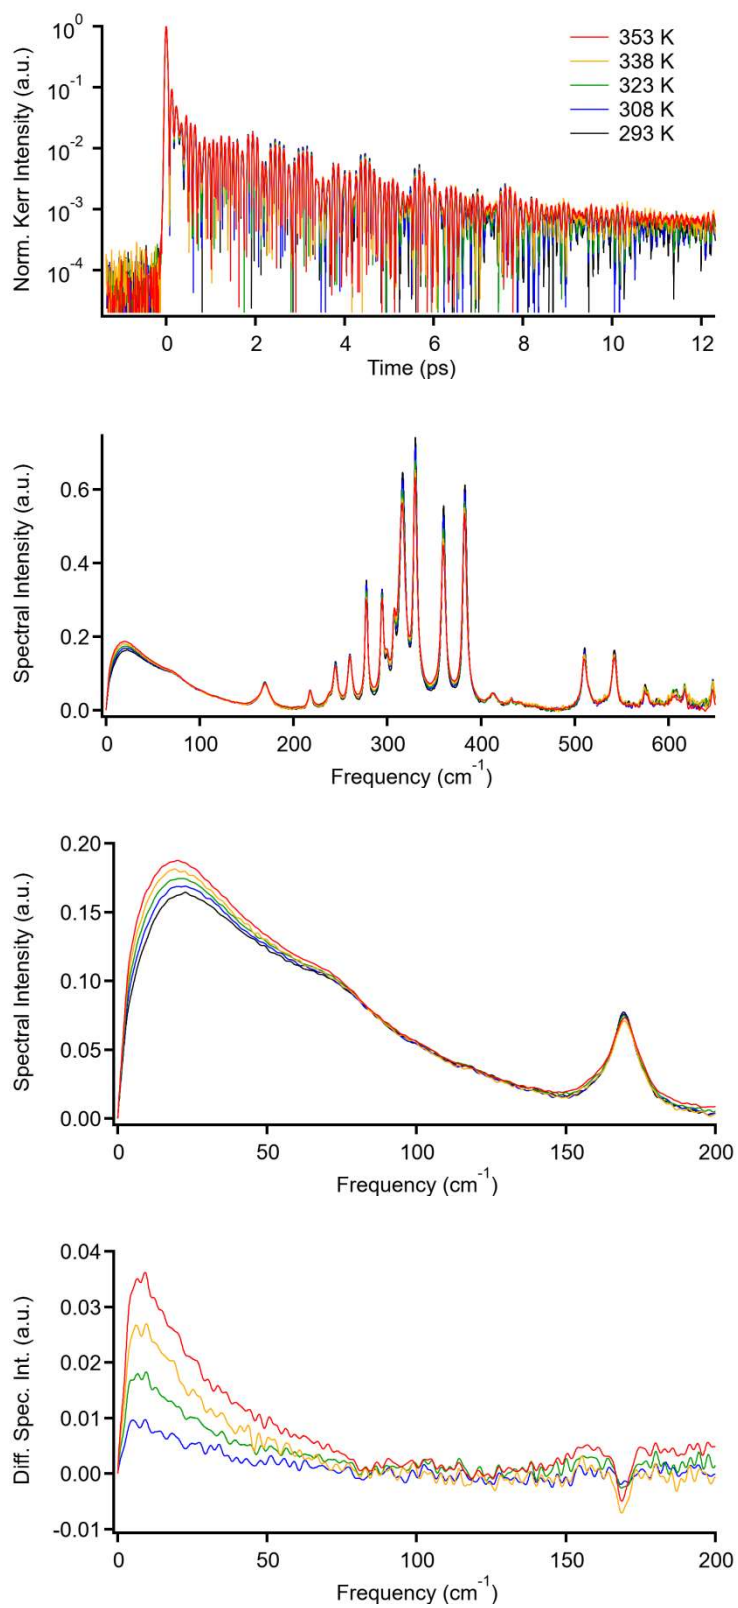 10⁰
10⁻¹
10⁻²
10⁻³
10⁻⁴
Norm. Kerr Intensity (a.u.)
353 K
338 K
323 K
308 K
293 K
0 2 4 6 8 10 12
Time (ps)
0.6
0.4
0.2
0.0
Spectral Intensity (a.u.)
0 100 200 300 400 500 600
Frequency (cm⁻¹)
0.20
0.15
0.10
0.05
0.00
Spectral Intensity (a.u.)
0 50 100 150 200
Frequency (cm⁻¹)
0.04
0.03
0.02
0.01
0.00
-0.01
Diff. Spec. Int. (a.u.)
0 50 100 150 200
Frequency (cm⁻¹)